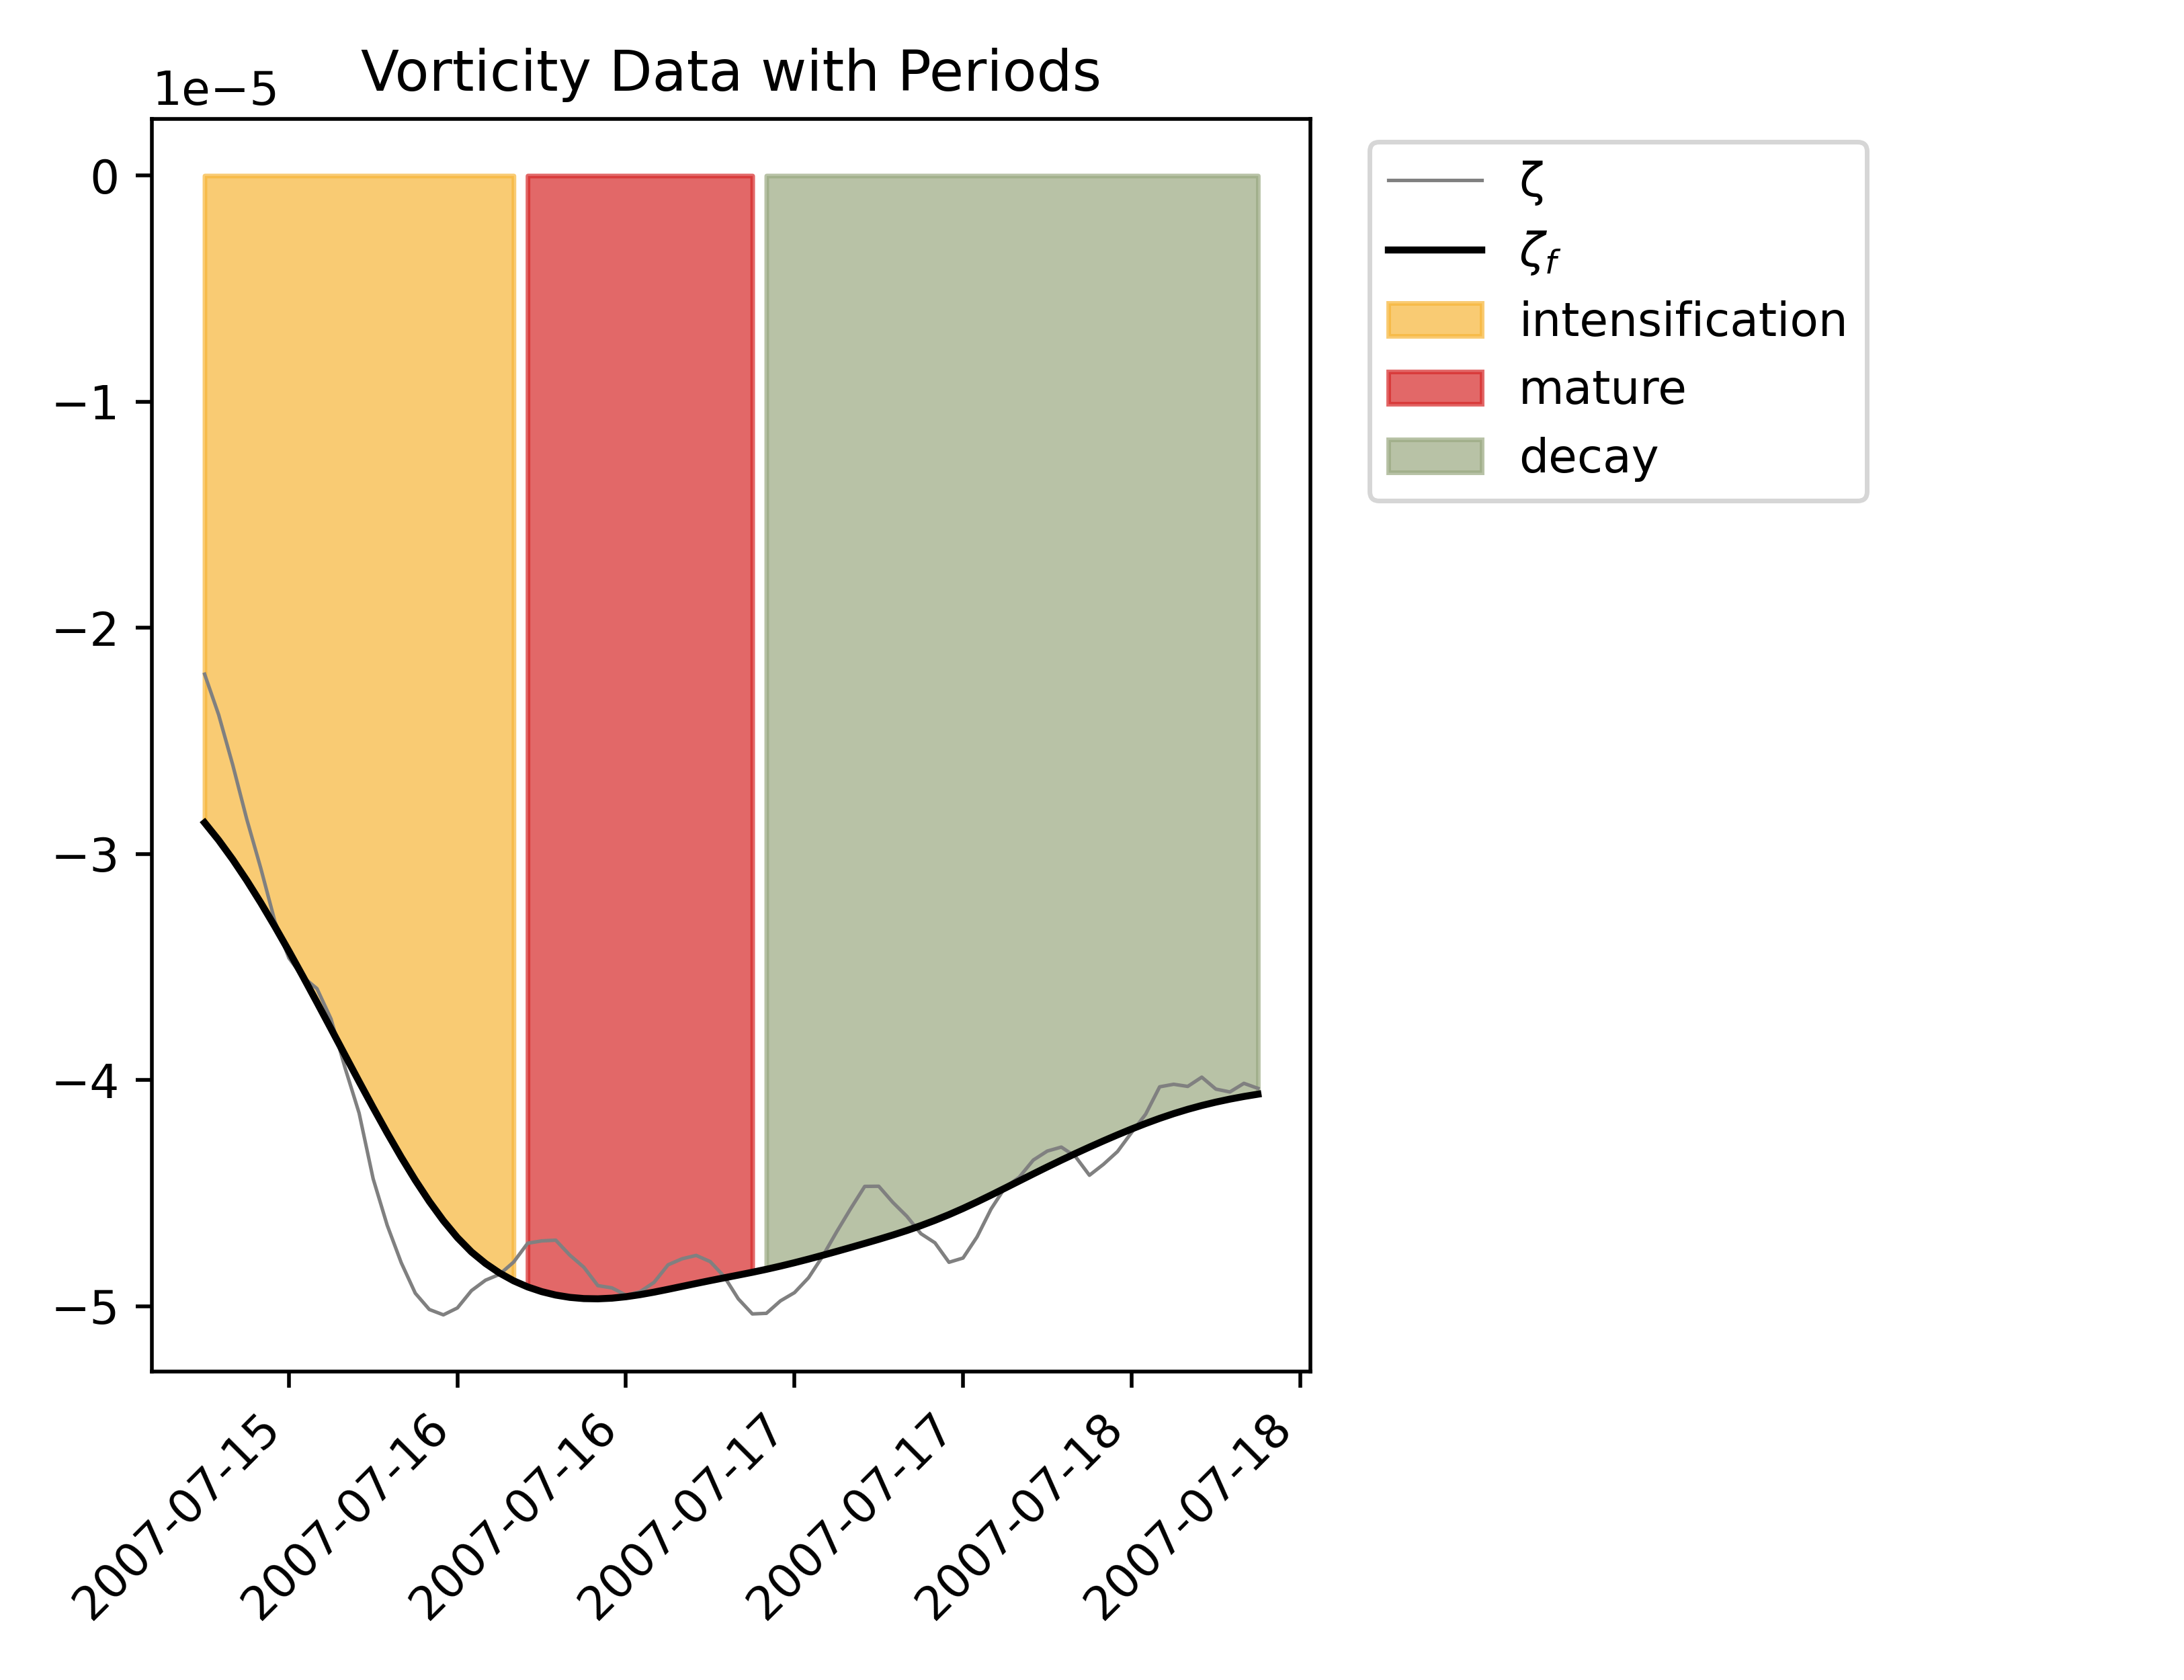 Vorticity Data with Periods
1e−5
0
−1
−2
−3
−4
−5
2007-07-15
2007-07-16
2007-07-16
2007-07-17
2007-07-17
2007-07-18
2007-07-18
ζ
ζf
intensification
mature
decay